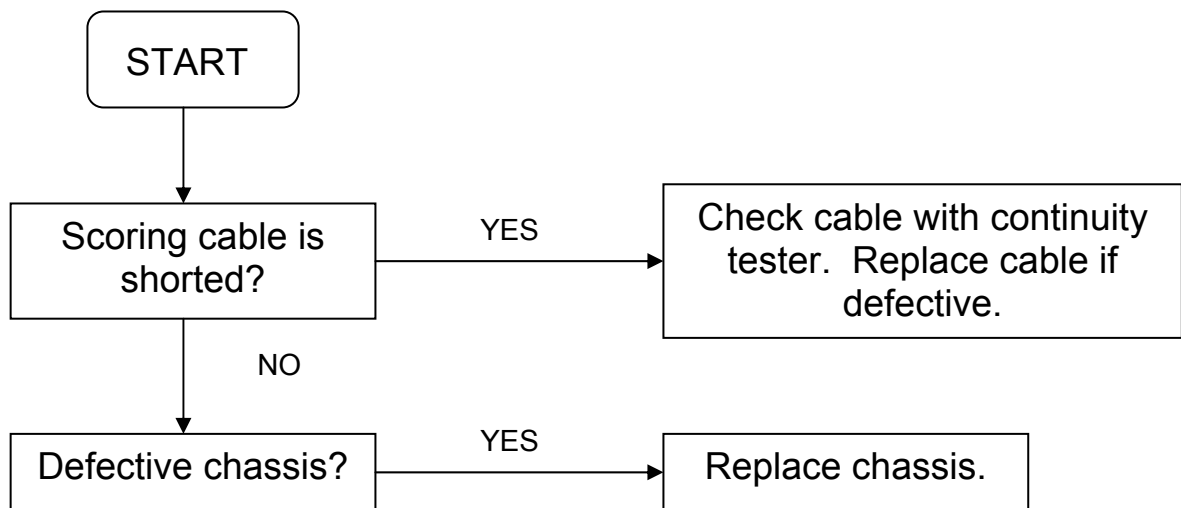 START
Scoring cable is
shorted?
YES
Check cable with continuity
tester.  Replace cable if
defective.
NO
Defective chassis?
YES
Replace chassis.